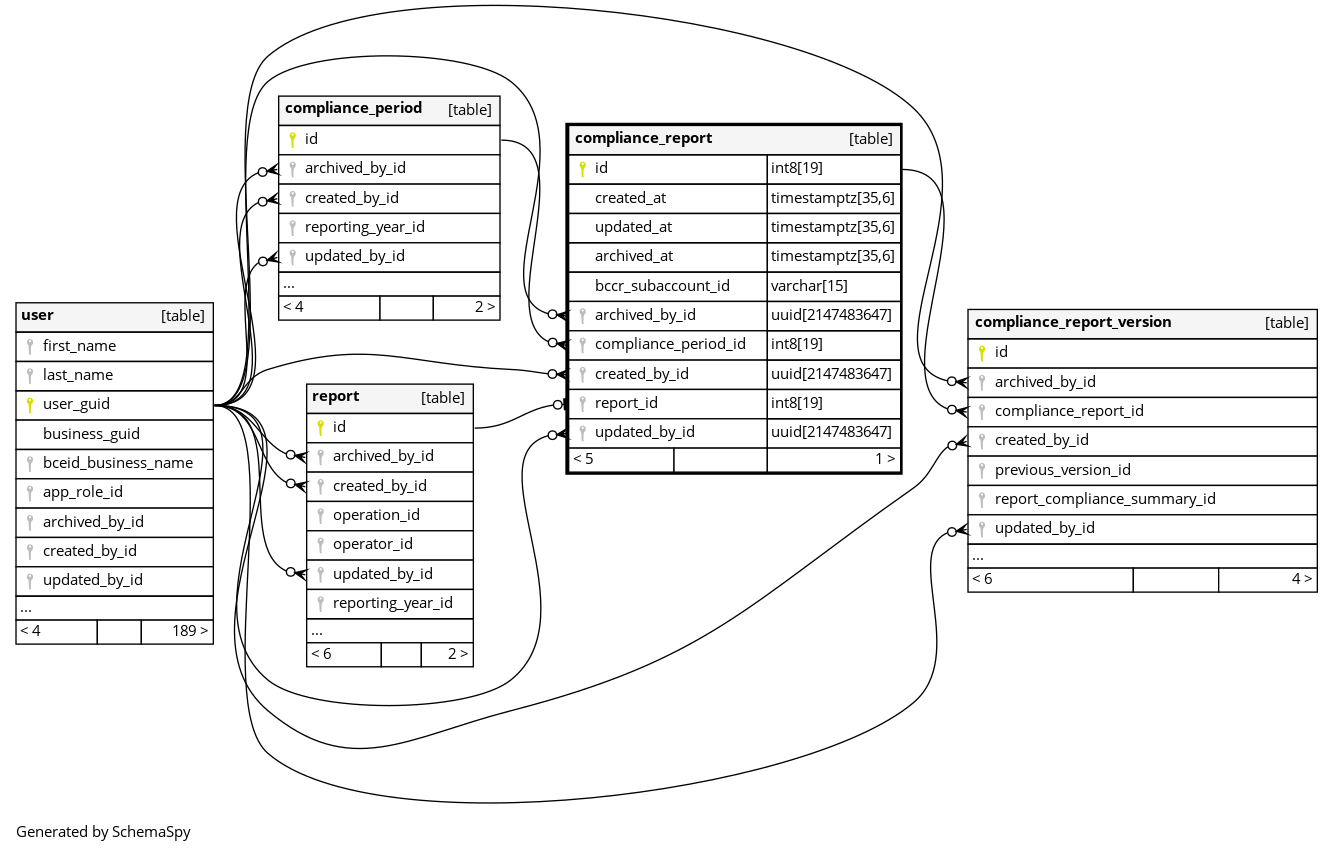 compliance_period [table]
id
archived_by_id
created_by_id
reporting_year_id
updated_by_id
...
< 4 2 >
compliance_report [table]
id int8[19]
created_at timestamptz[35,6]
updated_at timestamptz[35,6]
archived_at timestamptz[35,6]
bccr_subaccount_id varchar[15]
archived_by_id uuid[2147483647]
compliance_period_id int8[19]
created_by_id uuid[2147483647]
report_id int8[19]
updated_by_id uuid[2147483647]
< 5 1 >
user [table]
first_name
last_name
user_guid
business_guid
bceid_business_name
app_role_id
archived_by_id
created_by_id
updated_by_id
...
< 4 189 >
report [table]
id
archived_by_id
created_by_id
operation_id
operator_id
updated_by_id
reporting_year_id
...
< 6 2 >
compliance_report_version [table]
id
archived_by_id
compliance_report_id
created_by_id
previous_version_id
report_compliance_summary_id
updated_by_id
...
< 6 4 >
Generated by SchemaSpy